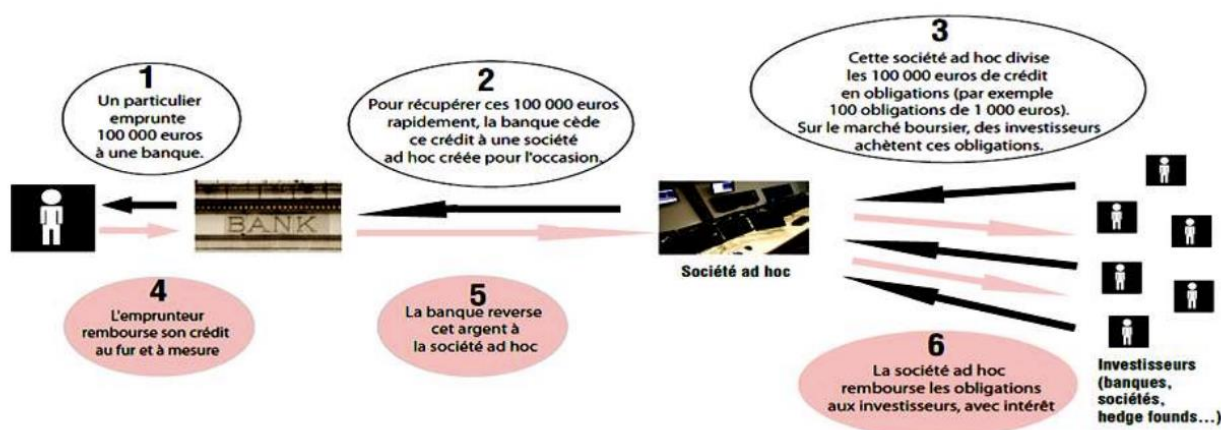 1
Un particulier
emprunte
100 000 euros
à une banque.
2
Pour récupérer ces 100 000 euros
rapidement, la banque cède
ce crédit à une société
ad hoc créée pour l'occasion.
3
Cette société ad hoc divise
les 100 000 euros de crédit
en obligations (par exemple
100 obligations de 1 000 euros).
Sur le marché boursier, des investisseurs
achètent ces obligations.
BANK
Société ad hoc
4
L'emprunteur
rembourse son crédit
au fur et à mesure
5
La banque reverse
cet argent à
la société ad hoc
6
La société ad hoc
rembourse les obligations
aux investisseurs, avec intérêt
Investisseurs
(banques,
sociétés,
hedge founds...)